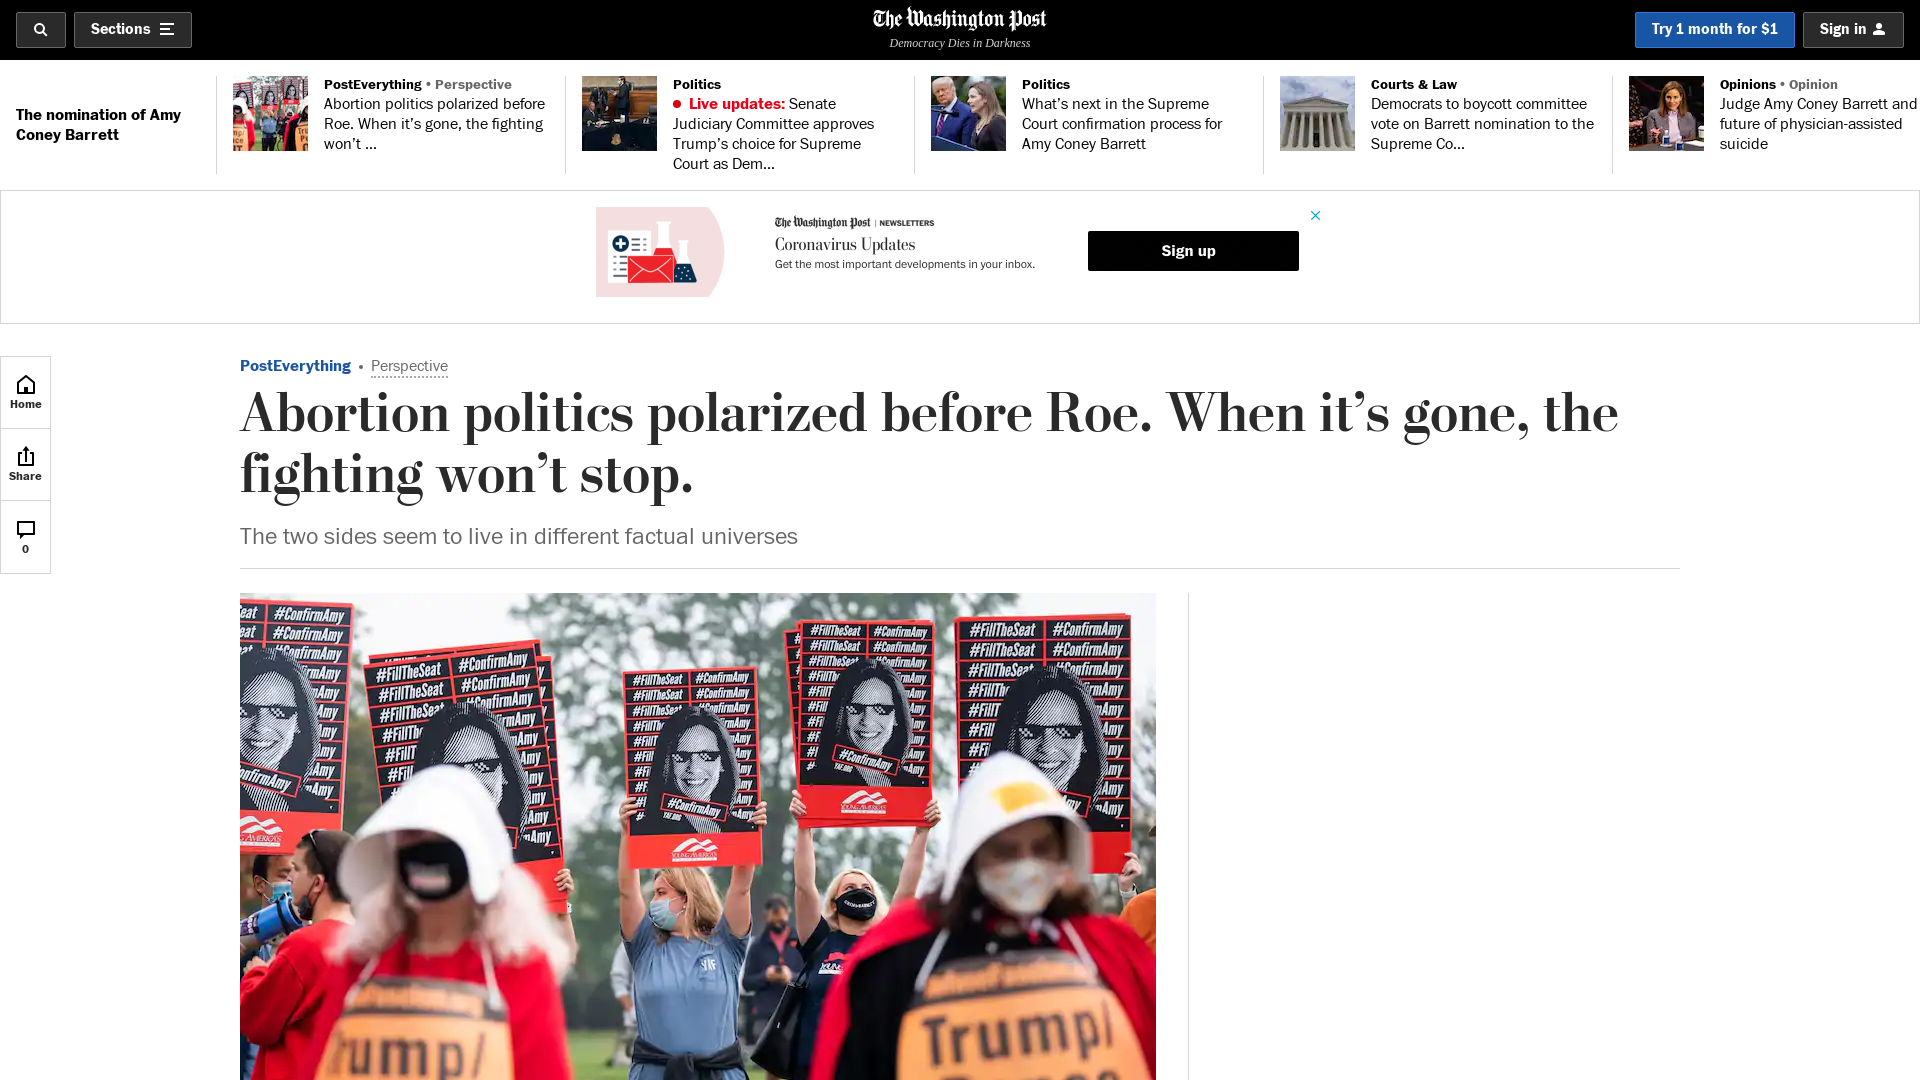 Sections
The Washington Post
Democracy Dies in Darkness
Try 1 month for $1
Sign in
The nomination of Amy
Coney Barrett
PostEverything • Perspective
Abortion politics polarized before
Roe. When it’s gone, the fighting
won’t ...
Politics
Live updates: Senate
Judiciary Committee approves
Trump’s choice for Supreme
Court as Dem...
Politics
What’s next in the Supreme
Court confirmation process for
Amy Coney Barrett
Courts & Law
Democrats to boycott committee
vote on Barrett nomination to the
Supreme Co...
Opinions • Opinion
Judge Amy Coney Barrett and
future of physician-assisted
suicide
The Washington Post | NEWSLETTERS
Coronavirus Updates
Get the most important developments in your inbox.
Sign up
Home
Share
0
PostEverything • Perspective
Abortion politics polarized before Roe. When it’s gone, the
fighting won’t stop.
The two sides seem to live in different factual universes
#FillTheSeat #ConfirmAmy
#ConfirmAmy
YOUNG AMERICA'S
YAF
Trump/
Trump/